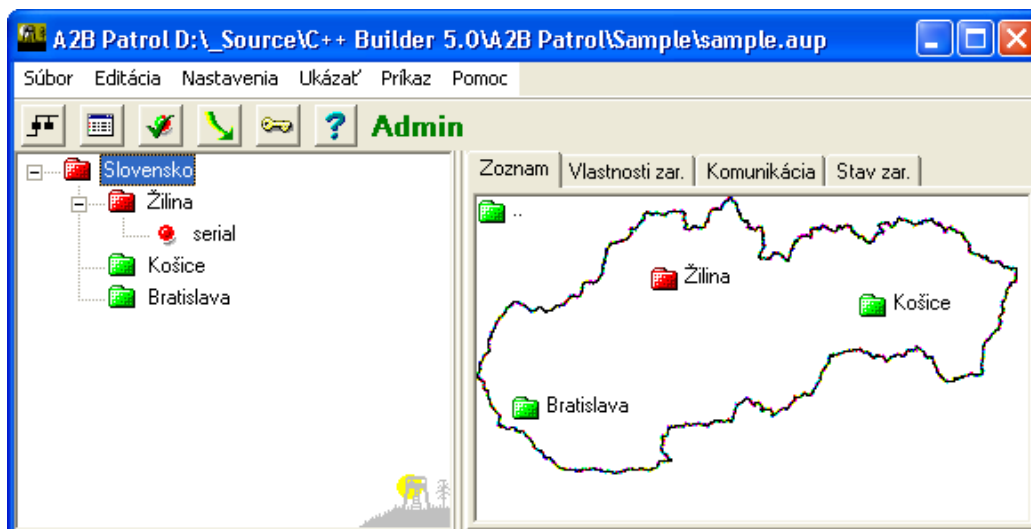 A2B Patrol D:\_Source\C++ Builder 5.0\A2B Patrol\Sample\sample.aup
Súbor Editácia Nastavenia Ukázať Príkaz Pomoc
Admin
Slovensko
Žilina
serial
Košice
Bratislava
Zoznam Vlastnosti zar. Komunikácia Stav zar.
..
Žilina
Košice
Bratislava